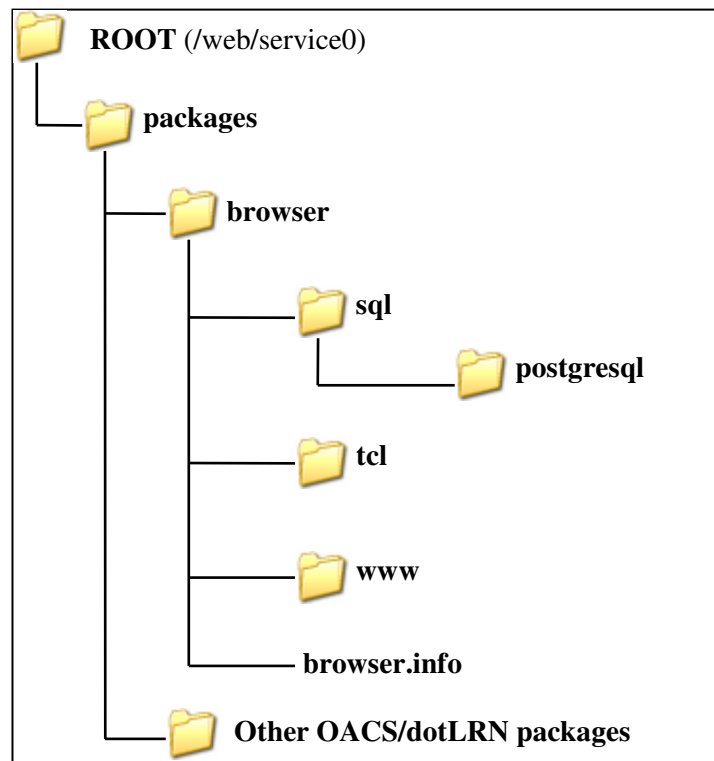 ROOT (/web/service0)
packages
browser
sql
postgresql
tcl
www
browser.info
Other OACS/dotLRN packages